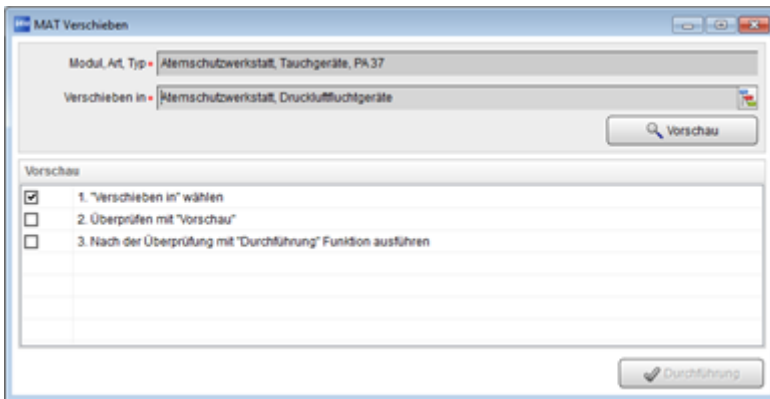 MAT Verschieben
Modul, Art, Typ Atemschutzwerkstatt, Tauchgeräte, PA 37
Verschieben in Atemschutzwerkstatt, Druckluftfluchtgeräte
Vorschau
Vorschau
1. "Verschieben in" wählen
2. Überprüfen mit "Vorschau"
3. Nach der Überprüfung mit "Durchführung" Funktion ausführen
Durchführung